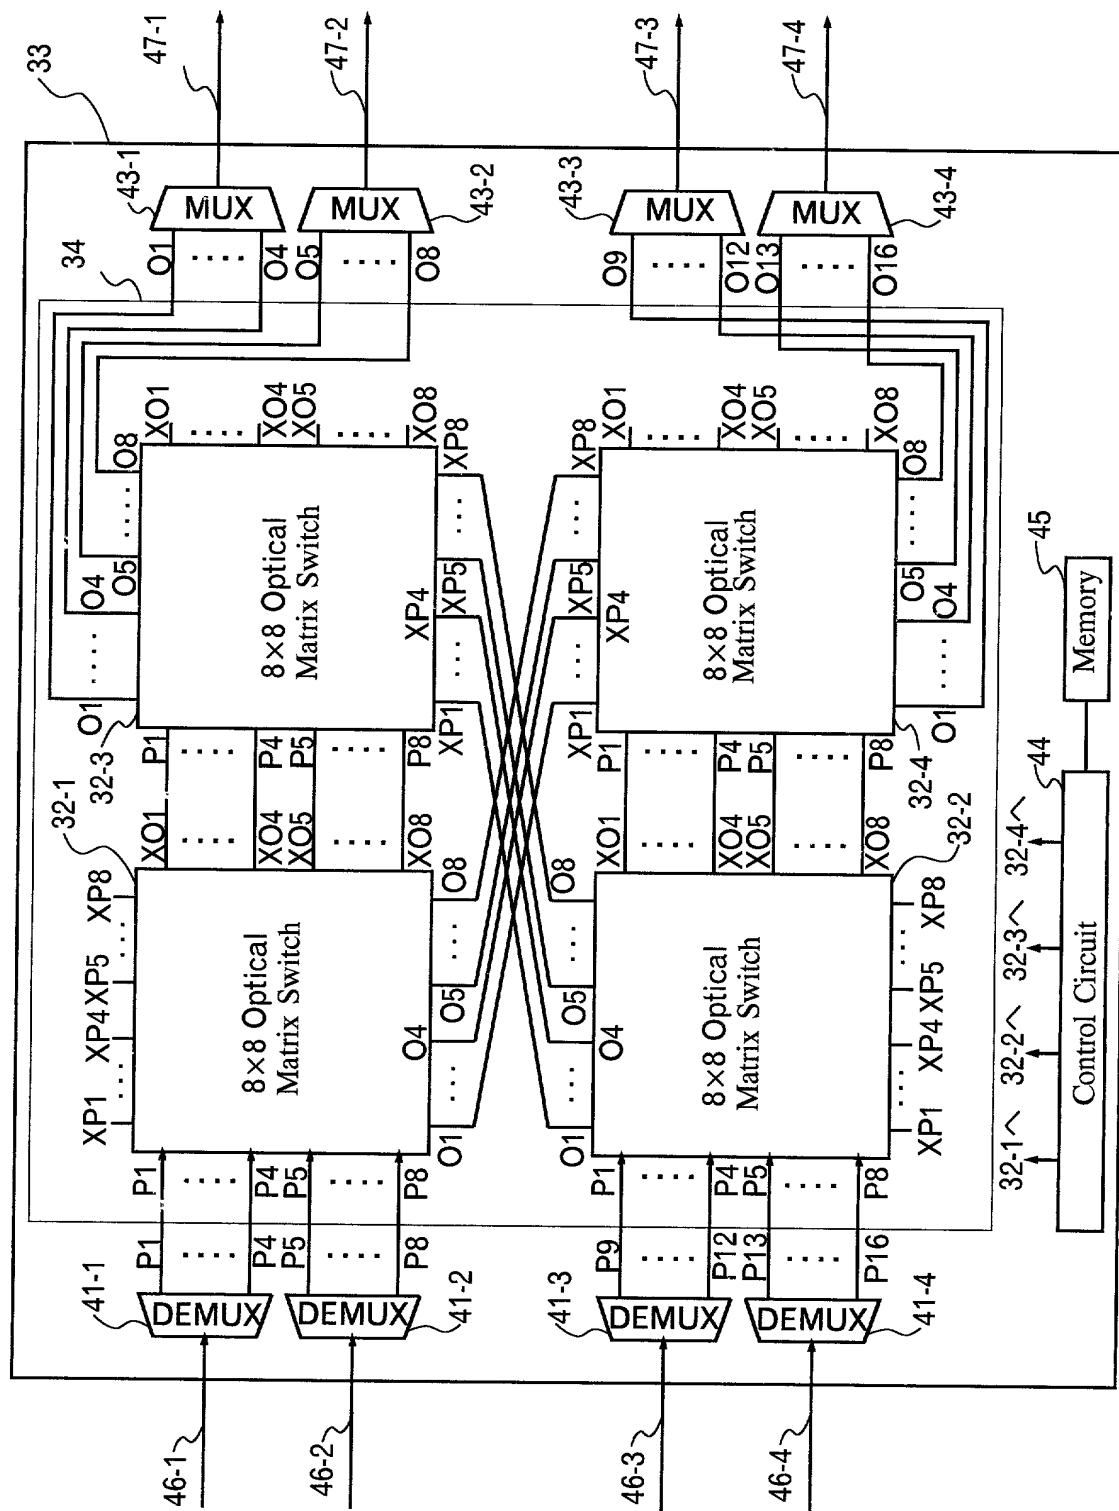 33
34
43-1
47-1
MUX
O1
....
O4
47-2
MUX
43-2
O5
....
O8
43-3
47-3
MUX
O9
....
O12
47-4
MUX
43-4
O13
....
O16
32-3
O1
....
O4
O5
....
O8
8×8 Optical
Matrix Switch
P1
....
P4
P5
....
P8
XO1
....
XO4
XO5
....
XO8
XP1
...
XP4
XP5
...
XP8
32-4
XP1
...
XP4
XP5
...
XP8
8×8 Optical
Matrix Switch
P1
....
P4
P5
....
P8
XO1
....
XO4
XO5
....
XO8
O1
....
O4
O5
....
O8
32-1
XP1
....
XP4
XP5
....
XP8
8×8 Optical
Matrix Switch
P1
....
P4
P5
....
P8
XO1
....
XO4
XO5
....
XO8
O1
...
O4
O5
...
O8
32-2
O1
...
O4
O5
...
O8
8×8 Optical
Matrix Switch
P1
....
P4
P5
....
P8
XO1
....
XO4
XO5
....
XO8
XP1
....
XP4
XP5
....
XP8
41-1
DEMUX
P1
....
P4
46-1
41-2
DEMUX
P5
....
P8
46-2
41-3
DEMUX
P9
....
P12
46-3
41-4
DEMUX
P13
....
P16
46-4
32-1へ
32-2へ
32-3へ
32-4へ
44
Control Circuit
45
Memory